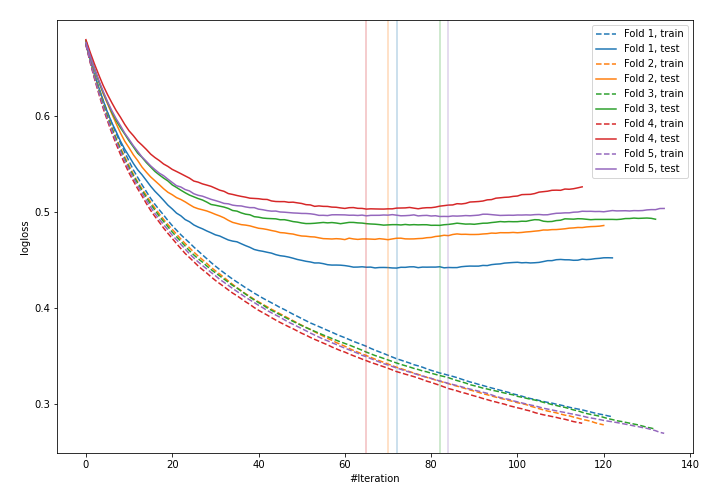 Fold 1, train
Fold 1, test
Fold 2, train
Fold 2, test
Fold 3, train
Fold 3, test
Fold 4, train
Fold 4, test
Fold 5, train
Fold 5, test
logloss
0.6
0.5
0.4
0.3
0 20 40 60 80 100 120 140
#Iteration